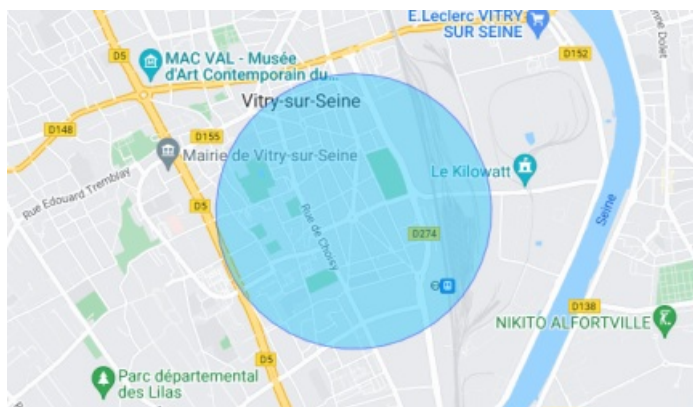 E.Leclerc VITRY
SUR SEINE
D5
D152
MAC VAL - Musée
d'Art Contemporain du...
Vitry-sur-Seine
D148
D155
Mairie de Vitry-sur-Seine
Le Kilowatt
Rue Edouard Tremblay
D5
Rue de Choisy
Seine
D274
D138
NIKITO ALFORTVILLE
D5
Parc départemental
des Lilas